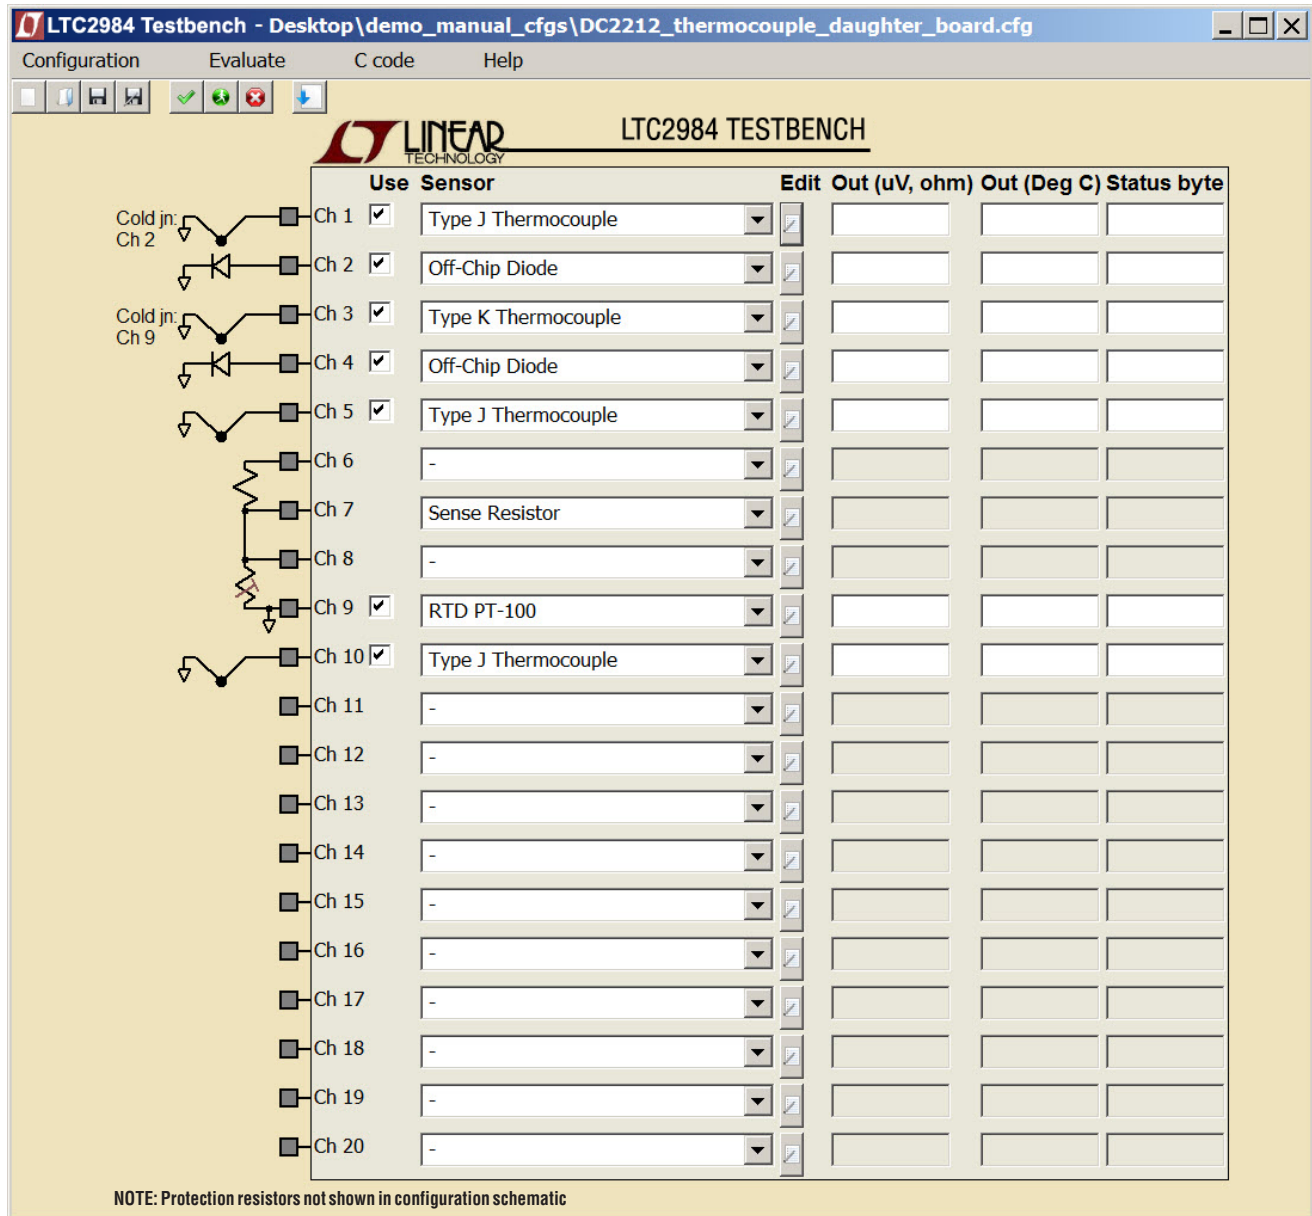 LTC2984 Testbench - Desktop\demo_manual_cfgs\DC2212_thermocouple_daughter_board.cfg
Configuration Evaluate C code Help
LINEAR TECHNOLOGY
LTC2984 TESTBENCH
Use Sensor Edit Out (uV, ohm) Out (Deg C) Status byte
Cold jn: Ch 2
Ch 1 Type J Thermocouple
Ch 2 Off-Chip Diode
Cold jn: Ch 9
Ch 3 Type K Thermocouple
Ch 4 Off-Chip Diode
Ch 5 Type J Thermocouple
Ch 6 -
Ch 7 Sense Resistor
Ch 8 -
Ch 9 RTD PT-100
Ch 10 Type J Thermocouple
Ch 11 -
Ch 12 -
Ch 13 -
Ch 14 -
Ch 15 -
Ch 16 -
Ch 17 -
Ch 18 -
Ch 19 -
Ch 20 -
NOTE: Protection resistors not shown in configuration schematic